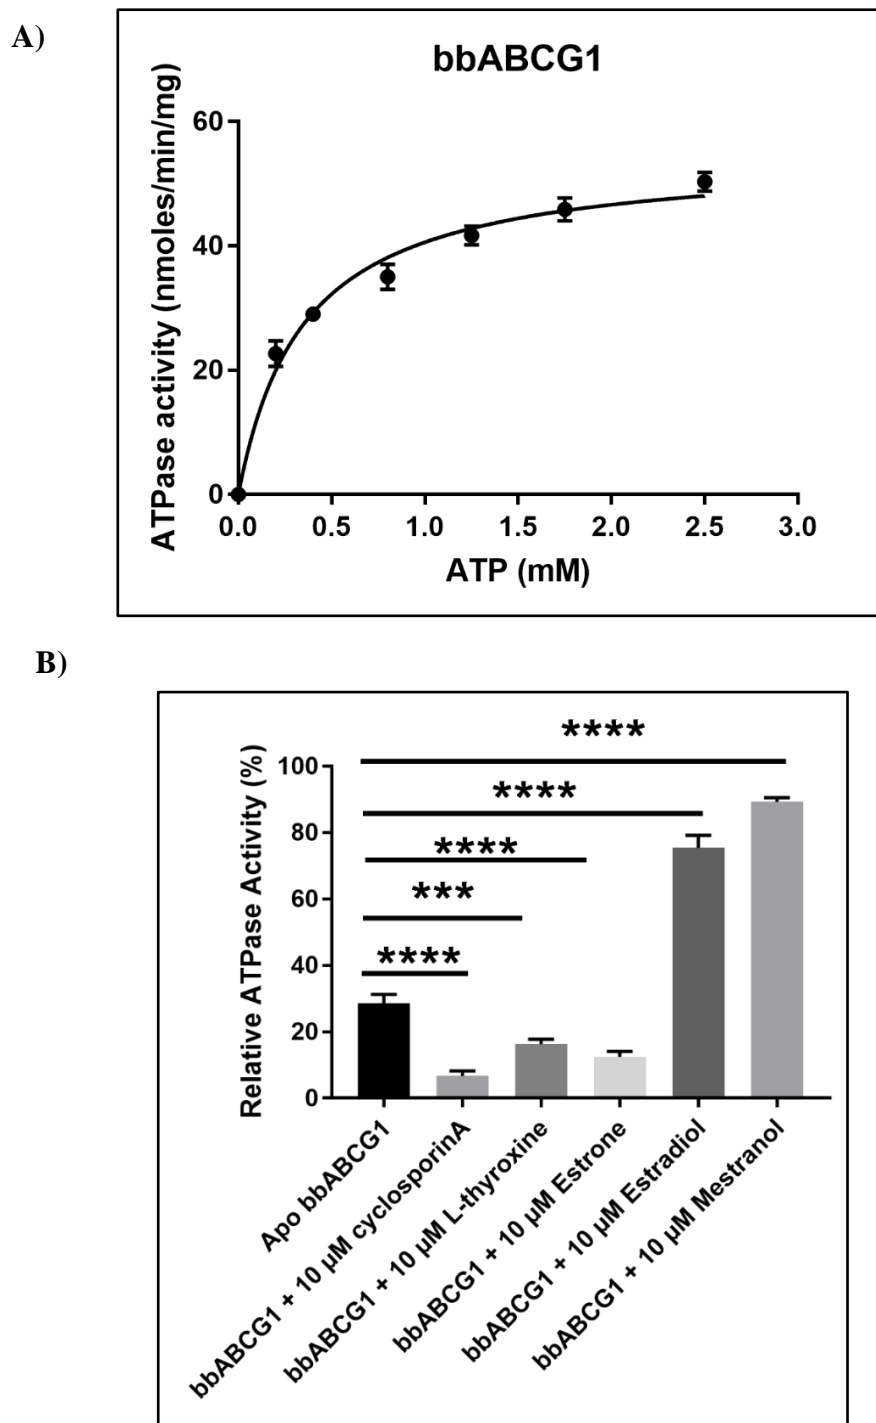 A)
bbABCG1
ATPase activity (nmoles/min/mg)
60
40
20
0
0.0 0.5 1.0 1.5 2.0 2.5 3.0
ATP (mM)
B)
Relative ATPase Activity (%)
100
80
60
40
20
0
****
****
****
***
****
Apo bbABCG1
bbABCG1 + 10 µM cyclosporinA
bbABCG1 + 10 µM L-thyroxine
bbABCG1 + 10 µM Estrone
bbABCG1 + 10 µM Estradiol
bbABCG1 + 10 µM Mestranol